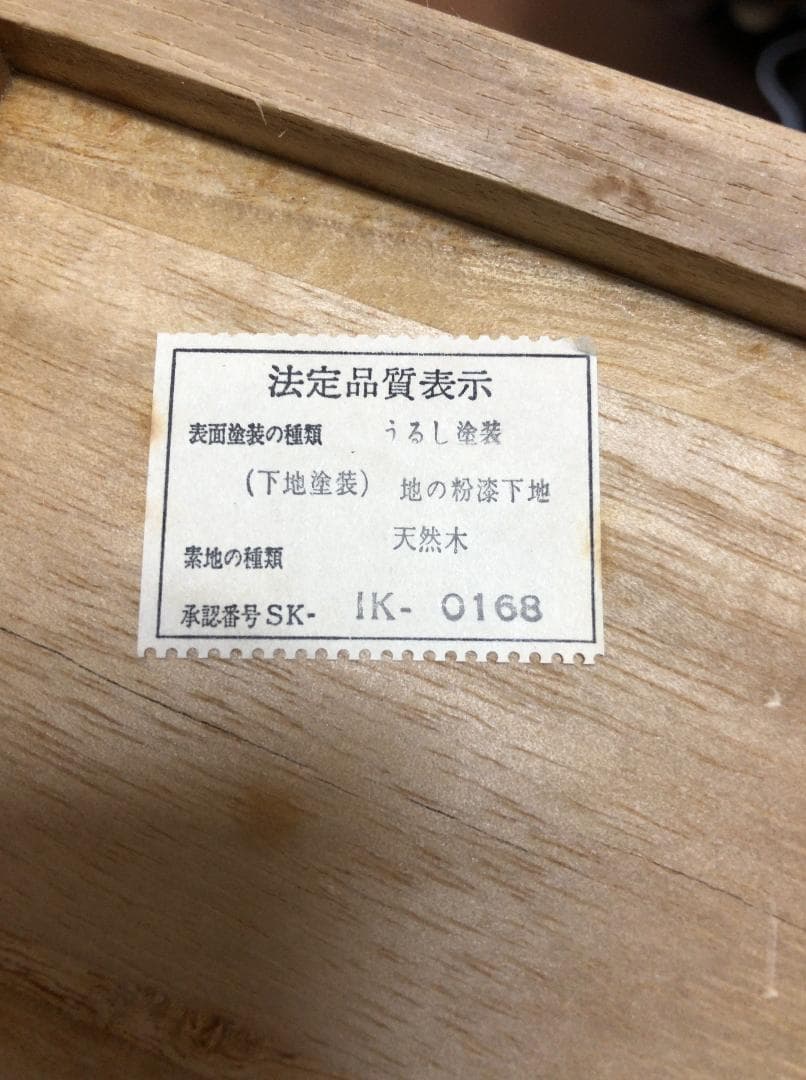 法定品質表示
表面塗装の種類 うるし塗装
(下地塗装) 地の粉漆下地
素地の種類 天然木
承認番号SK- IK- 0168